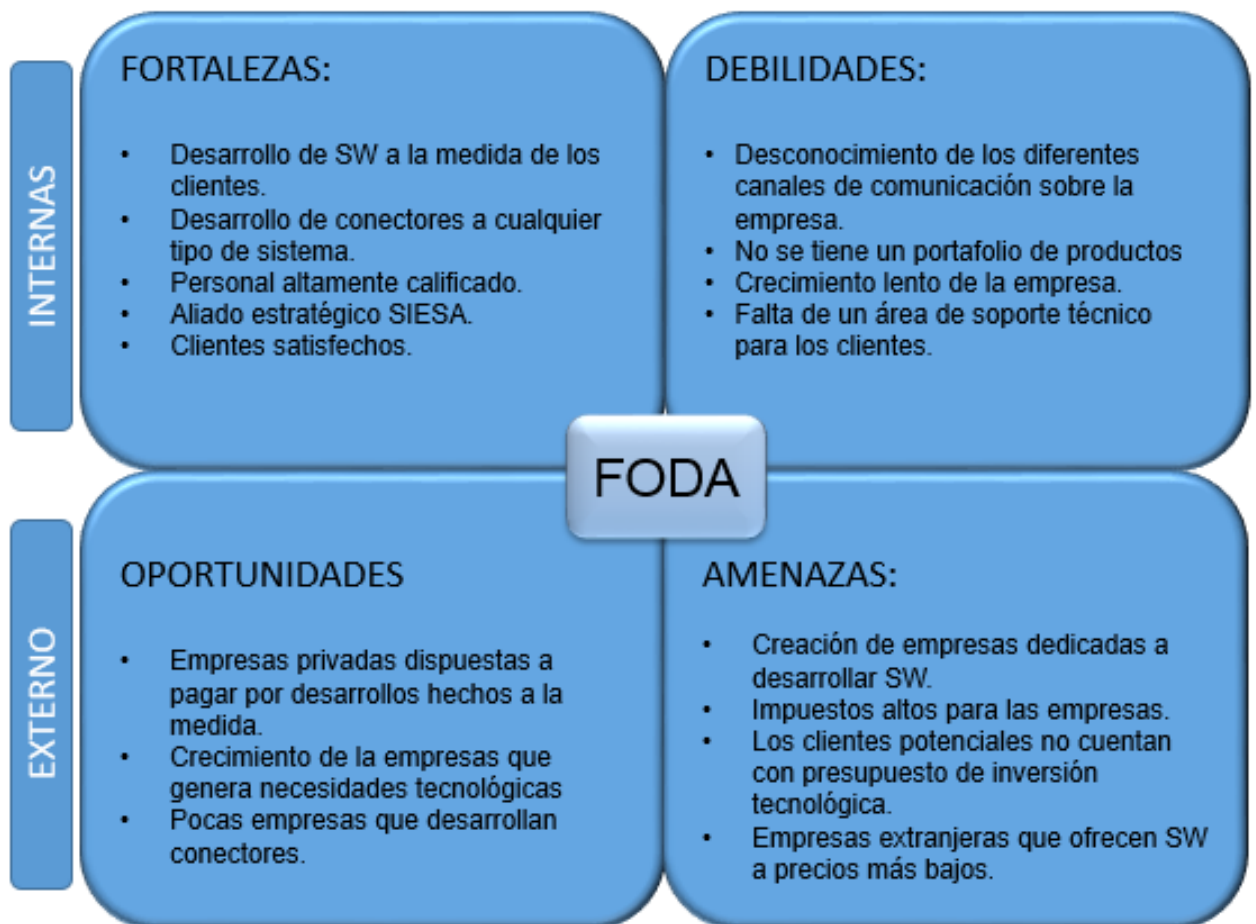 INTERNAS
FORTALEZAS:
• Desarrollo de SW a la medida de los
clientes.
• Desarrollo de conectores a cualquier
tipo de sistema.
• Personal altamente calificado.
• Aliado estratégico SIESA.
• Clientes satisfechos.
DEBILIDADES:
• Desconocimiento de los diferentes
canales de comunicación sobre la
empresa.
• No se tiene un portafolio de productos
• Crecimiento lento de la empresa.
• Falta de un área de soporte técnico
para los clientes.
FODA
EXTERNO
OPORTUNIDADES
• Empresas privadas dispuestas a
pagar por desarrollos hechos a la
medida.
• Crecimiento de la empresas que
genera necesidades tecnológicas
• Pocas empresas que desarrollan
conectores.
AMENAZAS:
• Creación de empresas dedicadas a
desarrollar SW.
• Impuestos altos para las empresas.
• Los clientes potenciales no cuentan
con presupuesto de inversión
tecnológica.
• Empresas extranjeras que ofrecen SW
a precios más bajos.